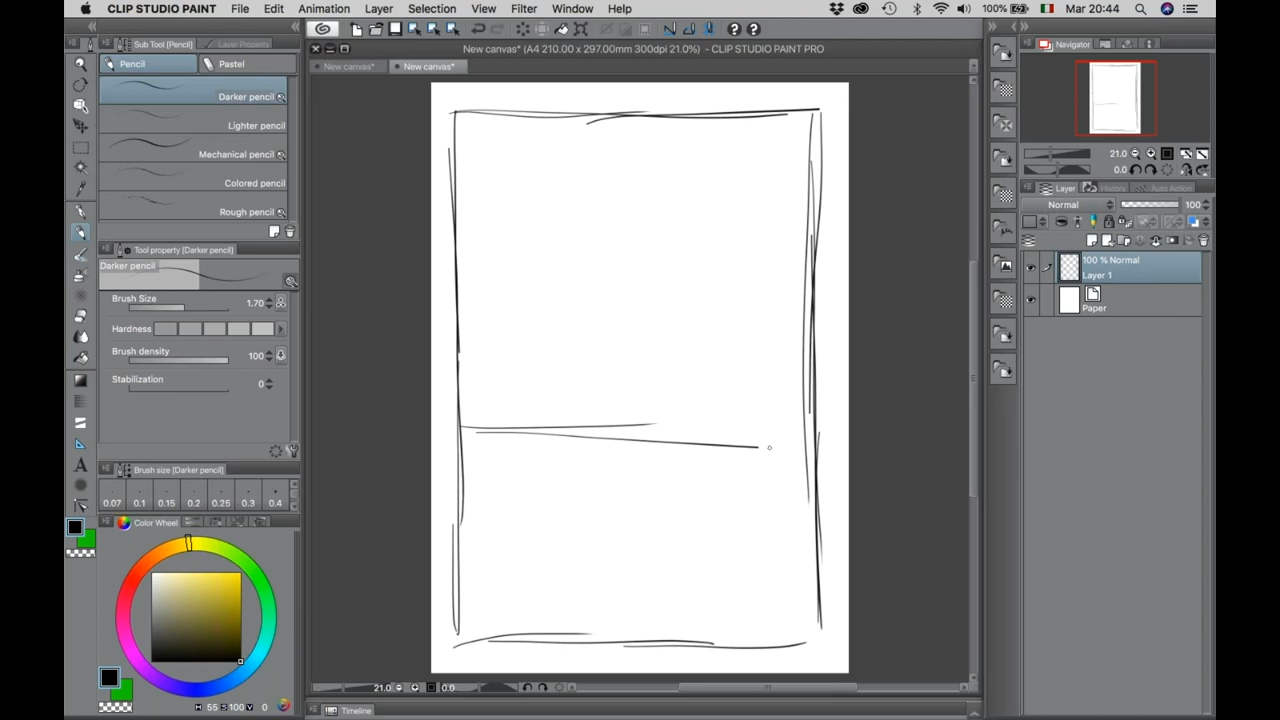 CLIP STUDIO PAINT File Edit Animation Layer Selection View Filter Window Help 100% Mar 20:44
New canvas* (A4 210.00 x 297.00mm 300dpi 21.0%) - CLIP STUDIO PAINT PRO
Sub Tool [Pencil] Layer Property
Pencil Pastel
Darker pencil
Lighter pencil
Mechanical pencil
Colored pencil
Rough pencil
Tool property [Darker pencil]
Darker pencil
Brush Size 1.70
Hardness
Brush density 100
Stabilization 0
Brush size [Darker pencil]
0.07 0.1 0.15 0.2 0.25 0.3 0.4
Color Wheel
H 55 S 100 V 0
New canvas* New canvas*
21.0 0.0
Timeline
Navigator
21.0
0.0
Layer History Auto Action
Normal 100
100 % Normal
Layer 1
Paper